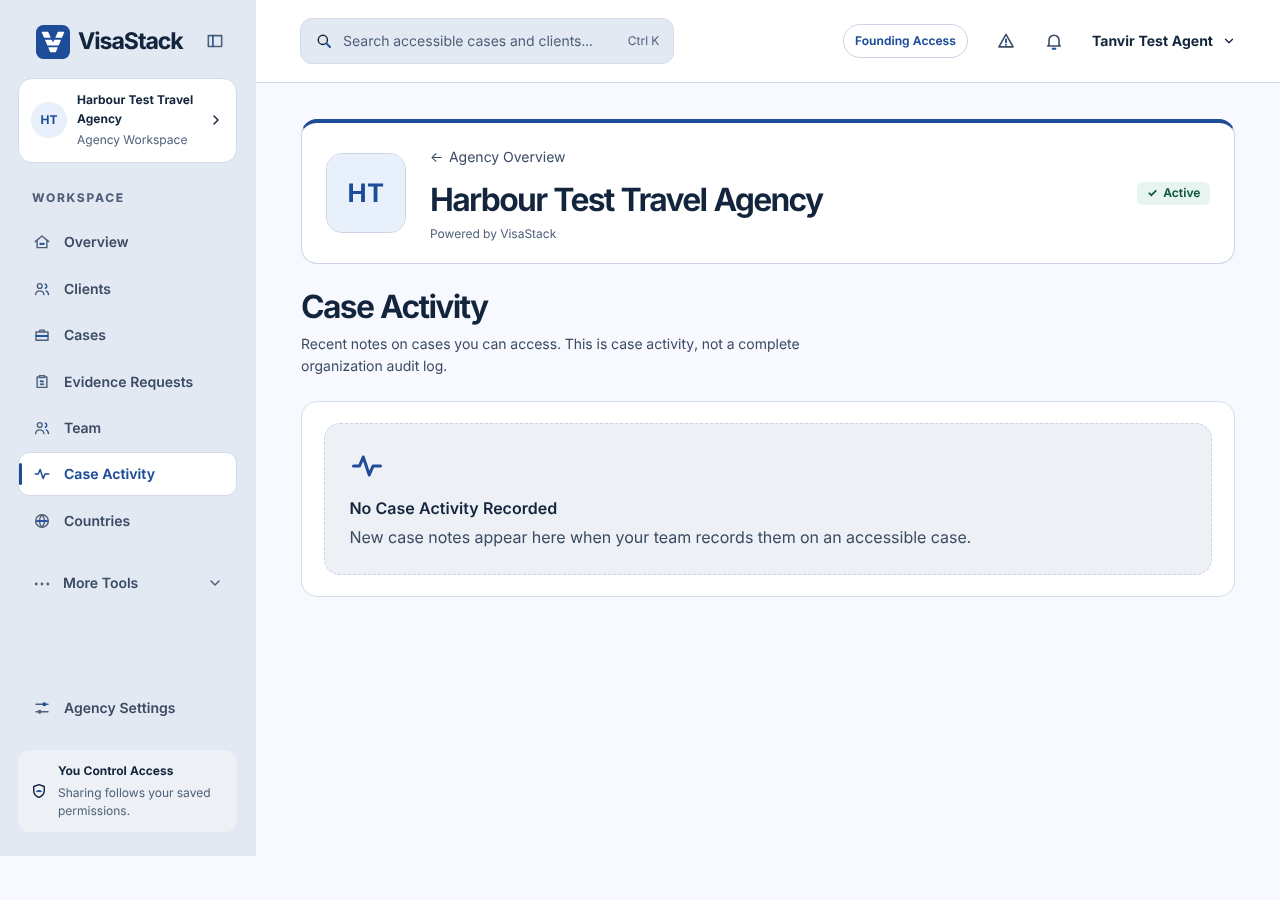 VisaStack
Search accessible cases and clients...
Ctrl K
Founding Access
Tanvir Test Agent
HT
Harbour Test Travel
Agency
Agency Workspace
WORKSPACE
Overview
Clients
Cases
Evidence Requests
Team
Case Activity
Countries
More Tools
Agency Settings
You Control Access
Sharing follows your saved
permissions.
HT
← Agency Overview
Harbour Test Travel Agency
Powered by VisaStack
Active
Case Activity
Recent notes on cases you can access. This is case activity, not a complete
organization audit log.
No Case Activity Recorded
New case notes appear here when your team records them on an accessible case.